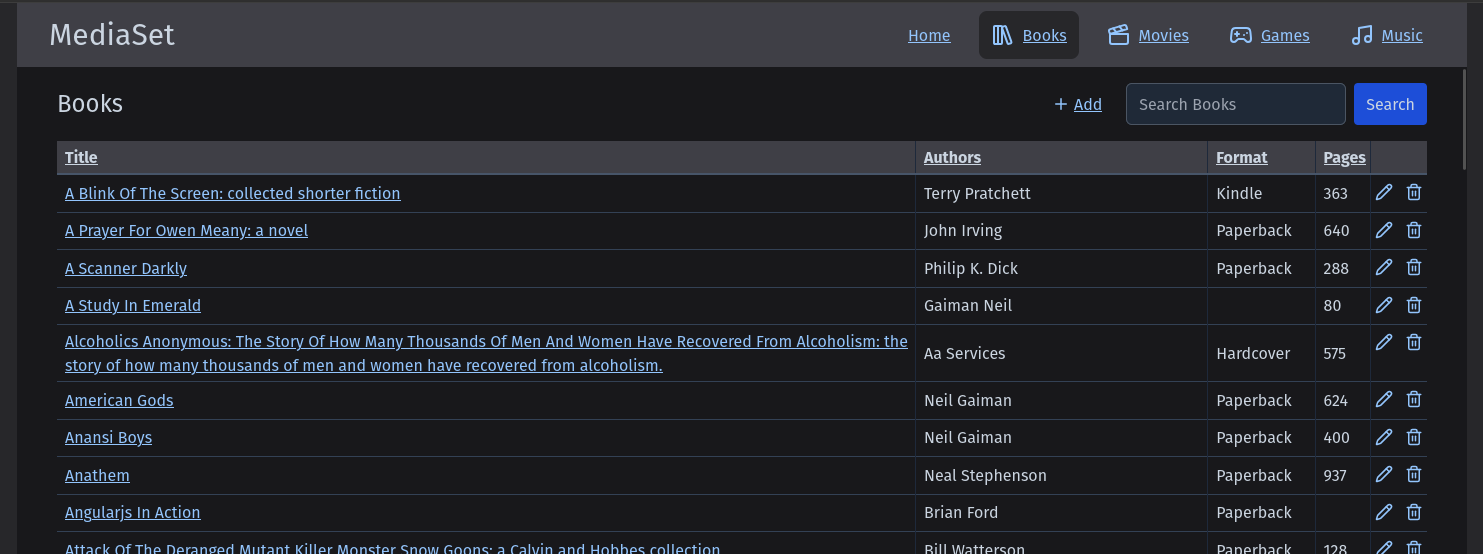 MediaSet
Home Books Movies Games Music
Books
Add Search Books Search
Title Authors Format Pages
A Blink Of The Screen: collected shorter fiction Terry Pratchett Kindle 363
A Prayer For Owen Meany: a novel John Irving Paperback 640
A Scanner Darkly Philip K. Dick Paperback 288
A Study In Emerald Gaiman Neil 80
Alcoholics Anonymous: The Story Of How Many Thousands Of Men And Women Have Recovered From Alcoholism: the
story of how many thousands of men and women have recovered from alcoholism. Aa Services Hardcover 575
American Gods Neil Gaiman Paperback 624
Anansi Boys Neil Gaiman Paperback 400
Anathem Neal Stephenson Paperback 937
Angularjs In Action Brian Ford Paperback
Attack Of The Deranged Mutant Killer Monster Snow Goons: a Calvin and Hobbes collection Bill Watterson Paperback 128